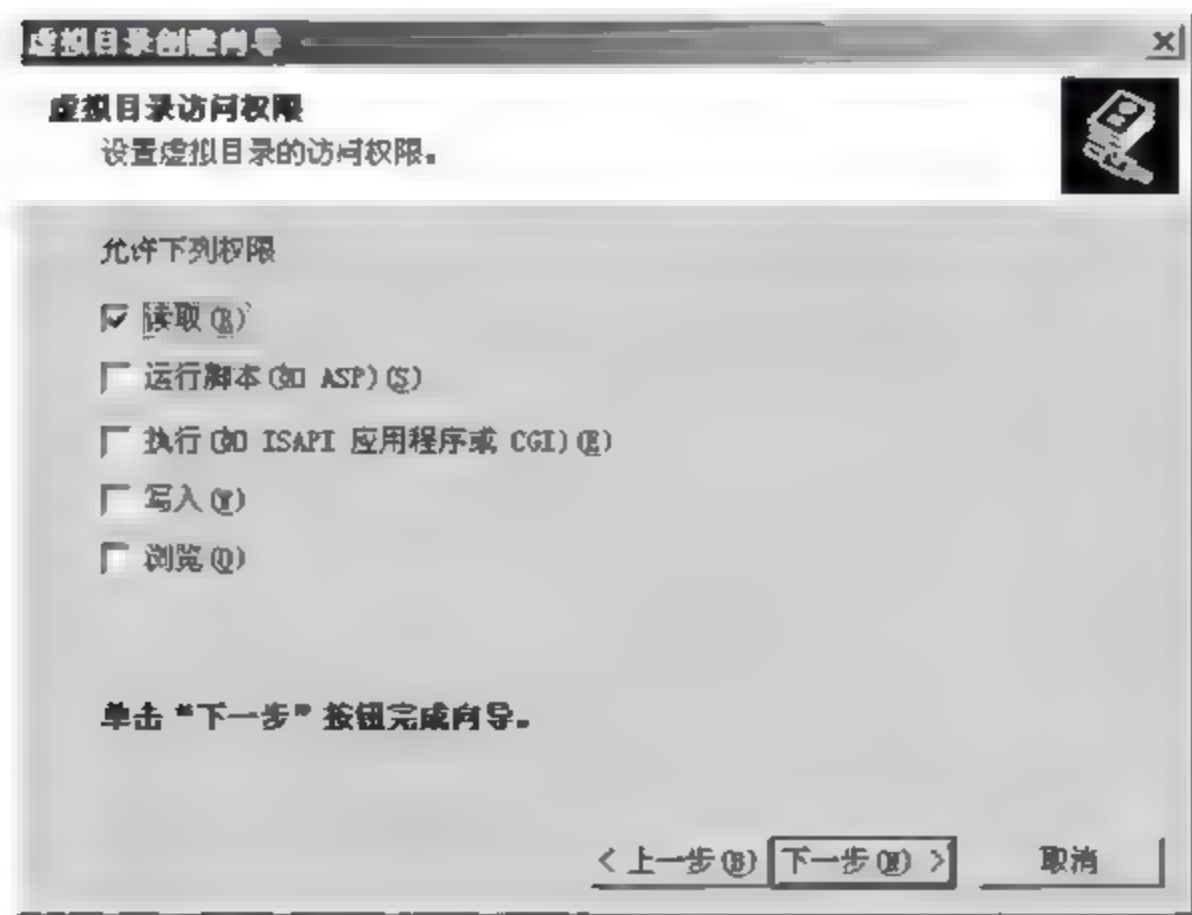 虚拟目录创建向导
虚拟目录访问权限
设置虚拟目录的访问权限。
允许下列权限
读取(R)
运行脚本(如 ASP)(S)
执行(如 ISAPI 应用程序或 CGI)(E)
写入(W)
浏览(O)
单击“下一步”按钮完成向导。
< 上一步(B) 下一步(N) > 取消